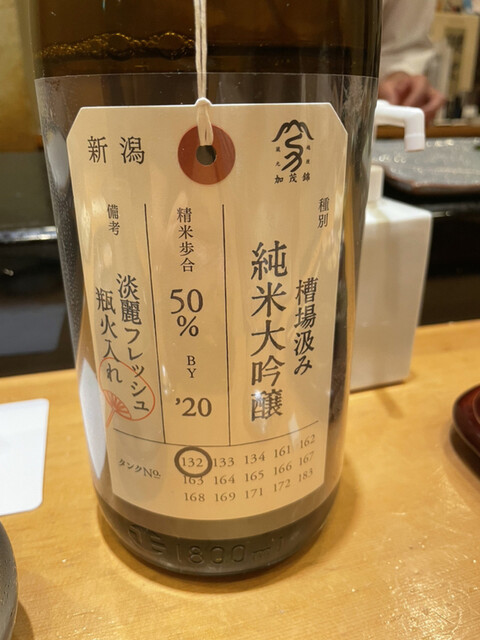 新潟
加茂錦
種別
槽場汲み
純米大吟醸
精米歩合
50%
BY
'20
備考
淡麗フレッシュ
瓶火入れ
タンクNo.
132 133 134 161 162
163 164 165 166 167
168 169 171 172 183
1800ml